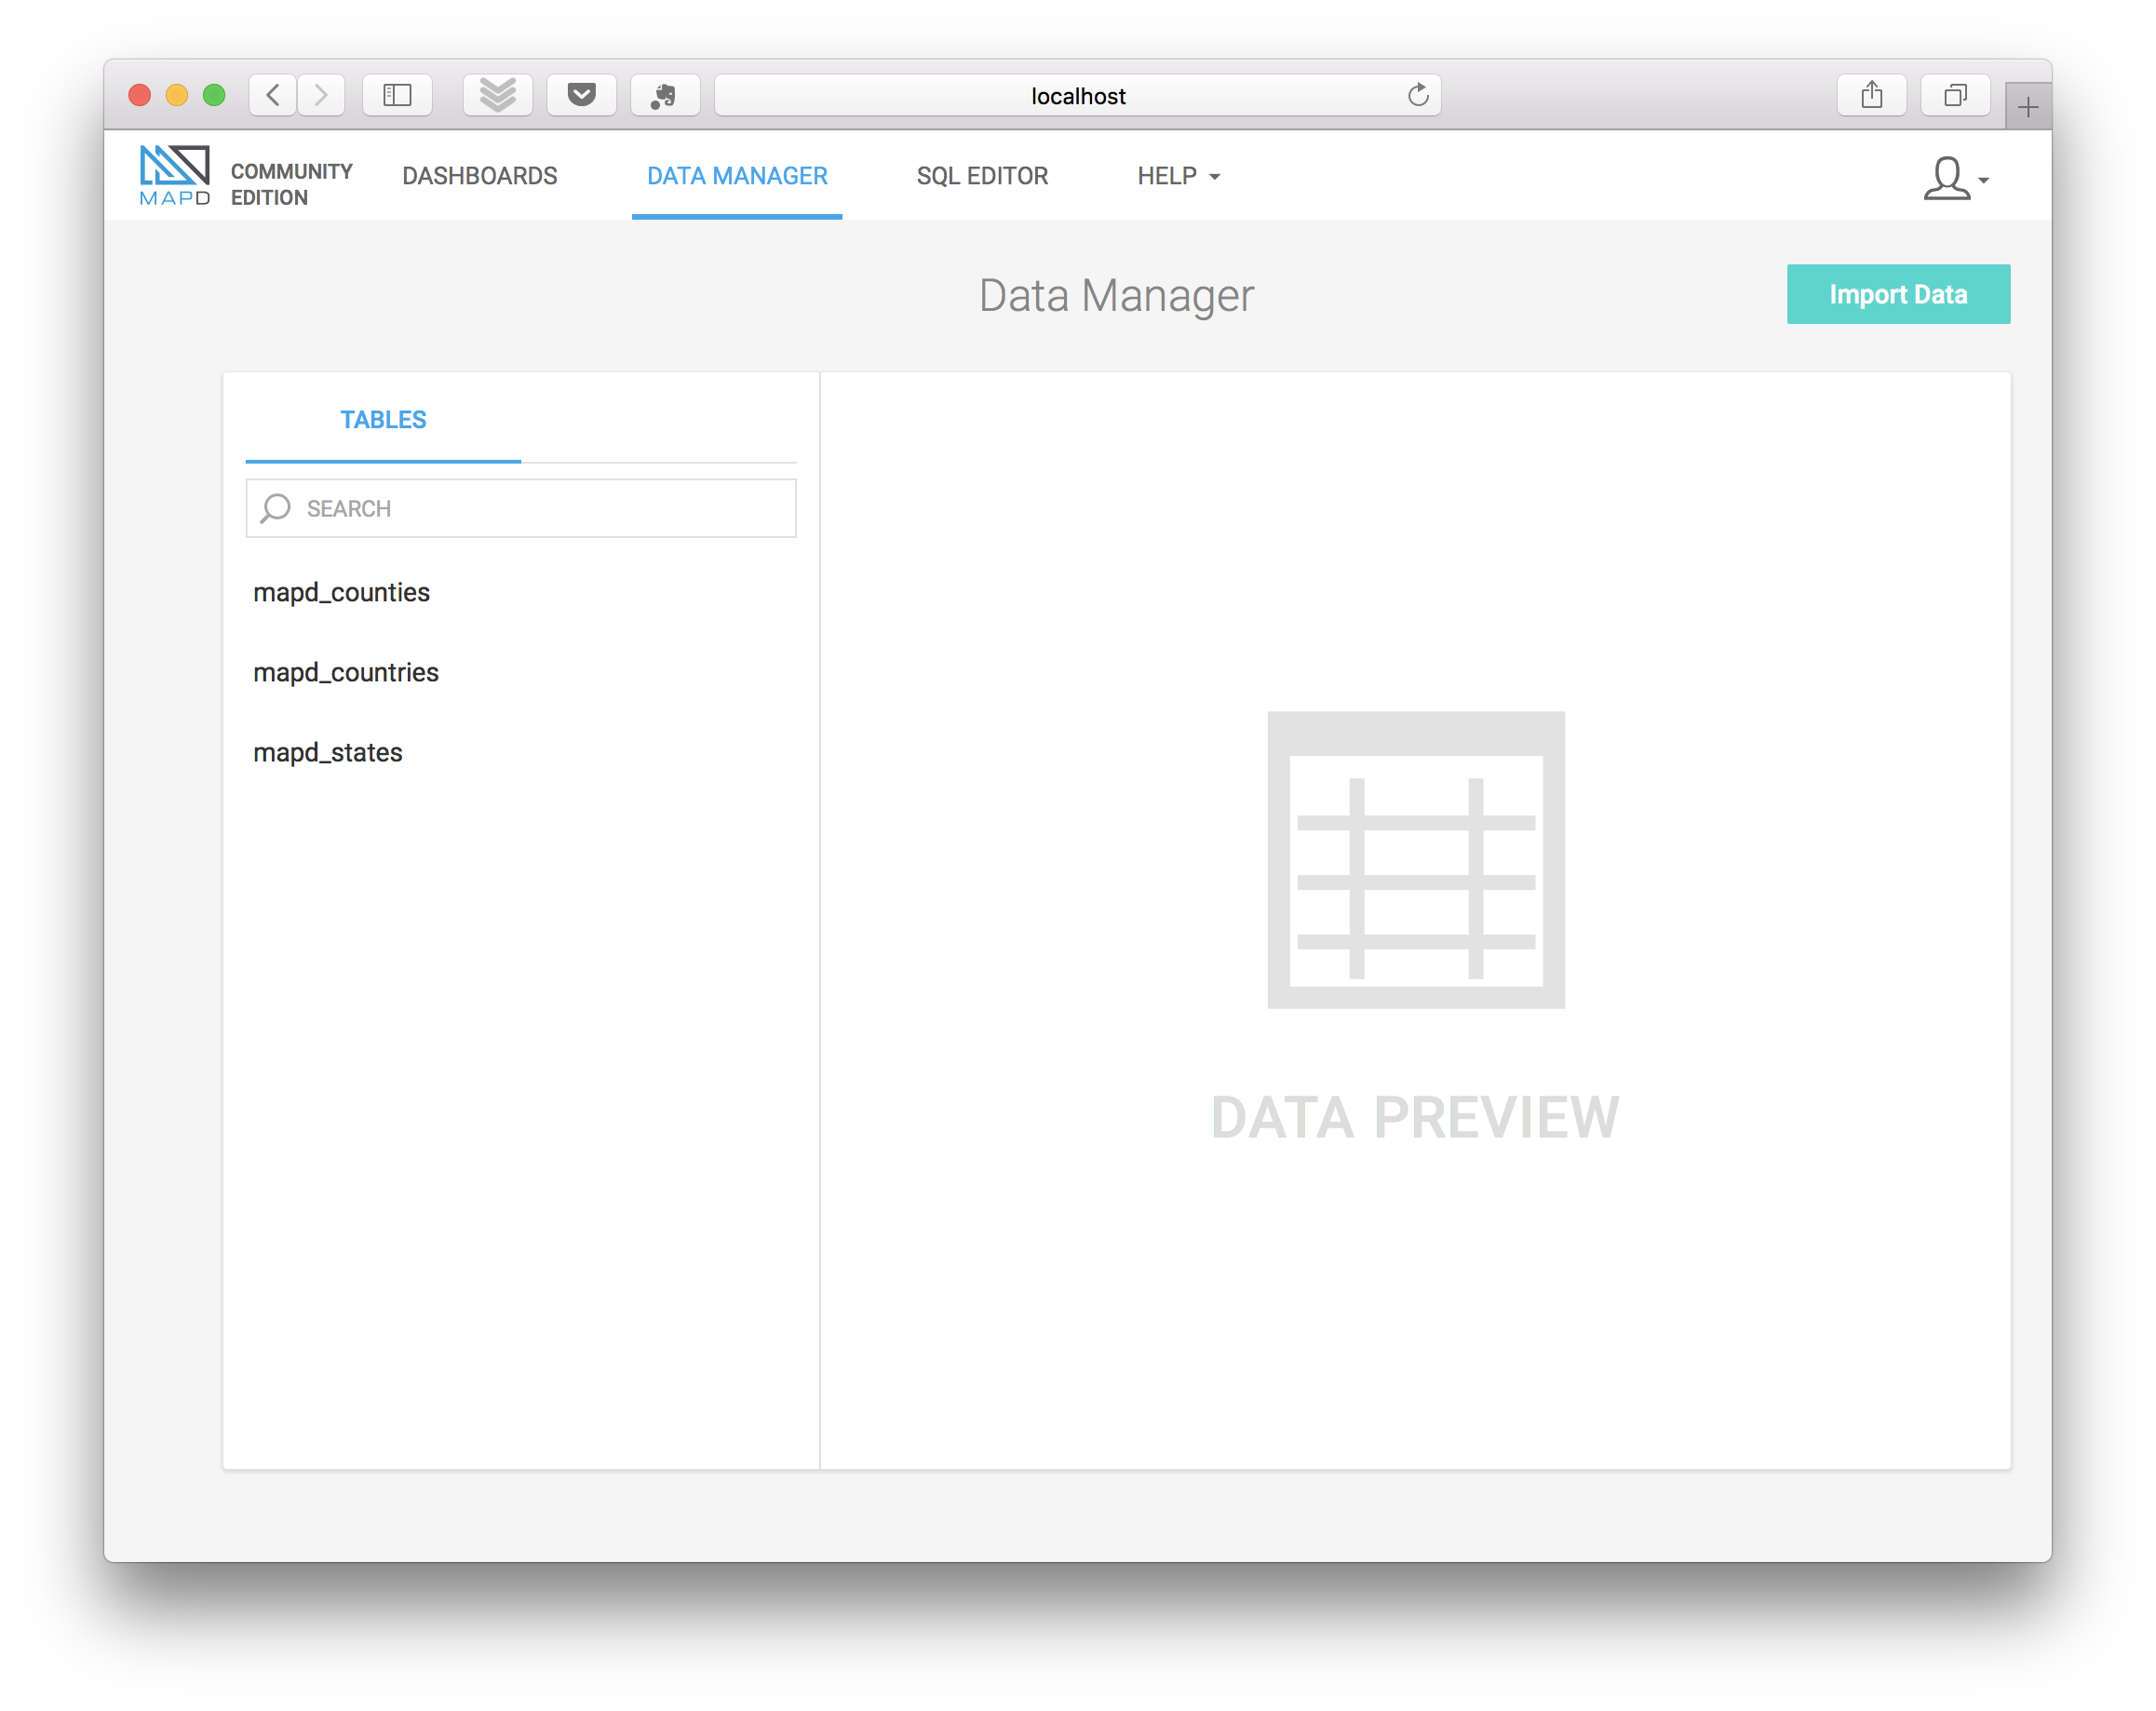 localhost
MAPD
COMMUNITY
EDITION
DASHBOARDS
DATA MANAGER
SQL EDITOR
HELP
Data Manager
Import Data
TABLES
SEARCH
mapd_counties
mapd_countries
mapd_states
DATA PREVIEW